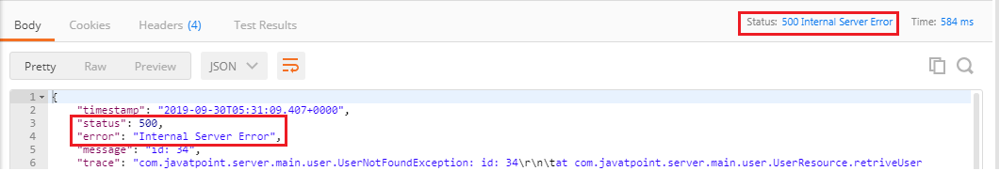 Body Cookies Headers (4) Test Results Status: 500 Internal Server Error Time: 584 ms
Pretty Raw Preview JSON
1 {
2 "timestamp": "2019-09-30T05:31:09.407+0000",
3 "status": 500,
4 "error": "Internal Server Error",
5 "message": "id: 34",
6 "trace": "com.javatpoint.server.main.user.UserNotFoundException: id: 34\r\n\tat com.javatpoint.server.main.user.UserResource.retriveUser